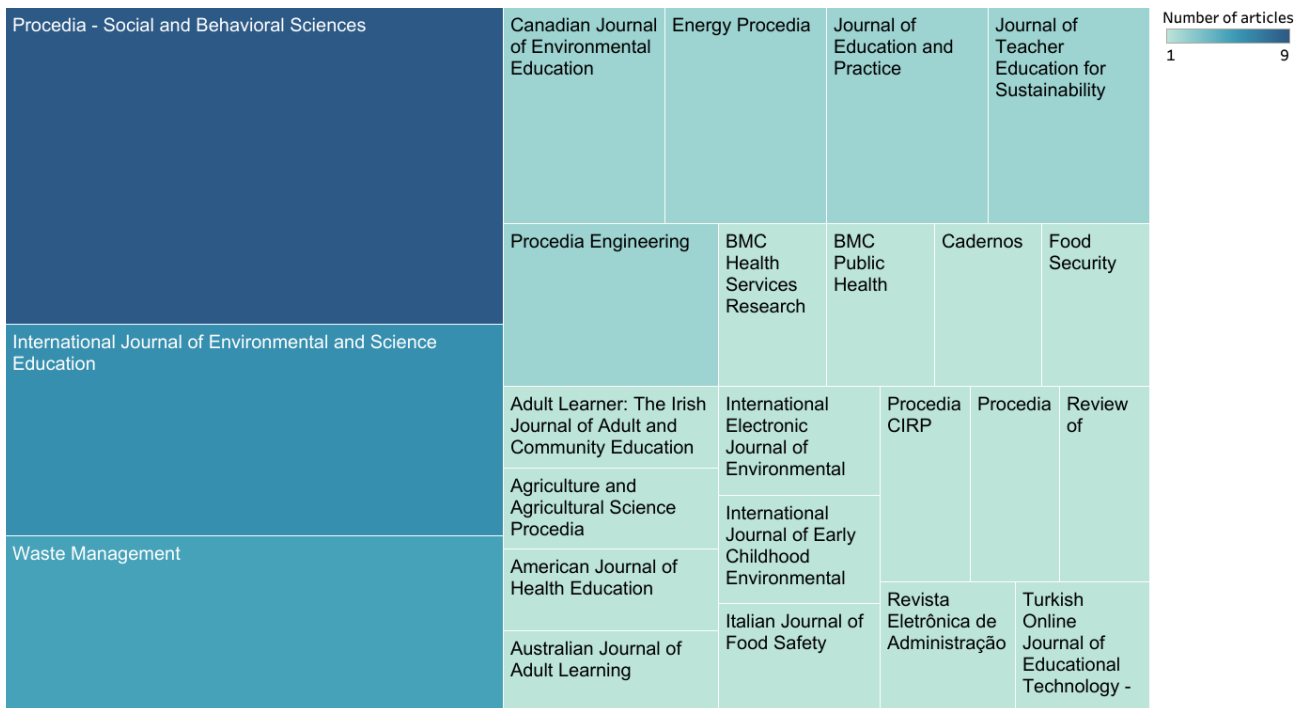 Procedia - Social and Behavioral Sciences
International Journal of Environmental and Science
Education
Waste Management
Canadian Journal
of Environmental
Education
Energy Procedia
Journal of
Education and
Practice
Journal of
Teacher
Education for
Sustainability
Procedia Engineering
BMC
Health
Services
Research
BMC
Public
Health
Cadernos
Food
Security
Adult Learner: The Irish
Journal of Adult and
Community Education
Agriculture and
Agricultural Science
Procedia
American Journal of
Health Education
Australian Journal of
Adult Learning
International
Electronic
Journal of
Environmental
International
Journal of Early
Childhood
Environmental
Italian Journal of
Food Safety
Procedia
CIRP
Procedia
Review
of
Revista
Eletrônica de
Administração
Turkish
Online
Journal of
Educational
Technology -
Number of articles
1 9